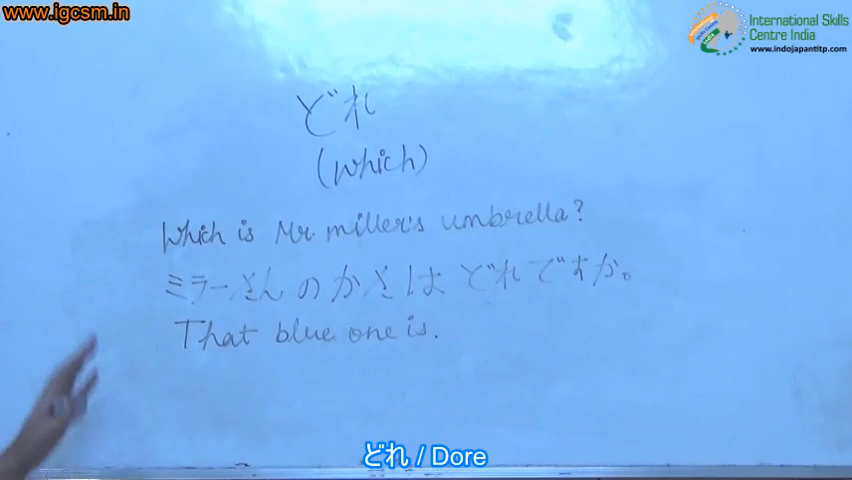 www.igcsm.in
International Skills
Centre India
www.indojapantitp.com
どれ
(which)
Which is Mr. miller's umbrella?
ミラーさんのかさはどれですか。
That blue one is.
どれ / Dore